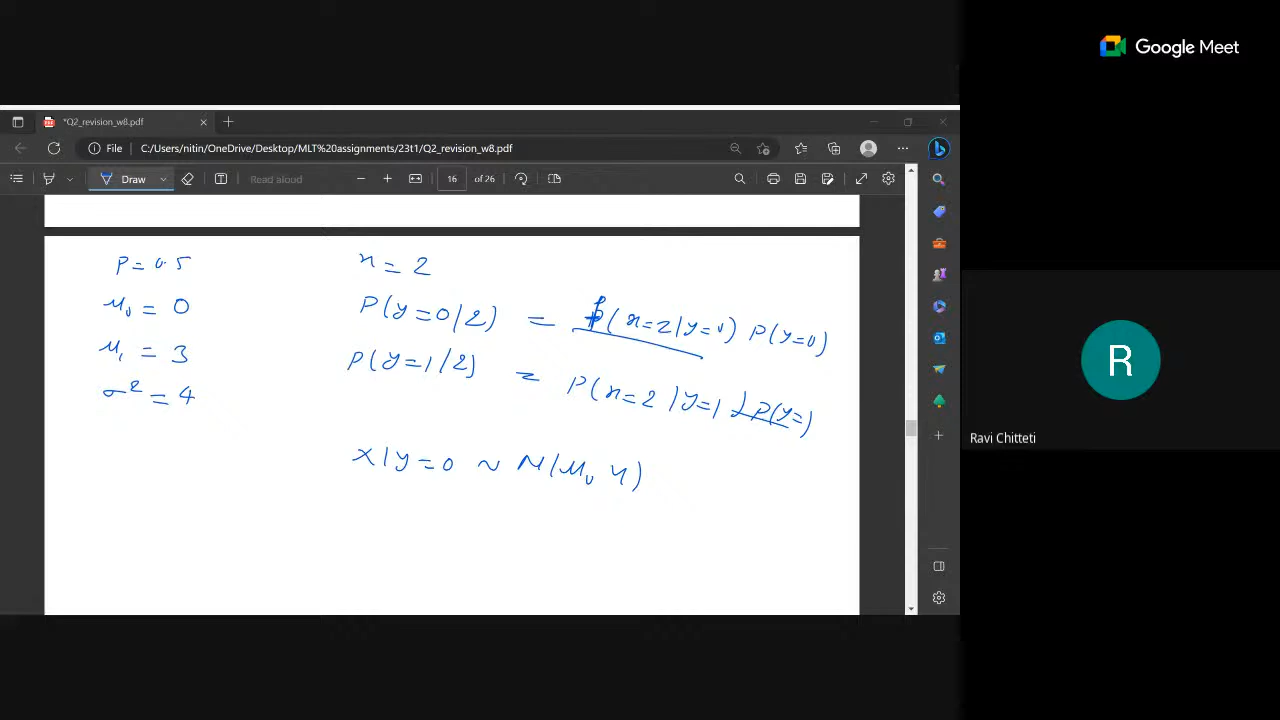 Google Meet
*Q2_revision_w8.pdf
File C:/Users/nitin/OneDrive/Desktop/MLT%20assignments/23t1/Q2_revision_w8.pdf
Draw Read aloud 16 of 26
p = 0.5
μ₀ = 0
μ₁ = 3
σ² = 4
x = 2
P(y=0/2) = f(x=2|y=0) P(y=0)
P(y=1/2) = P(x=2|y=1) P(y=)
X|y=0 ~ N(μ₀ 4)
R
Ravi Chitteti